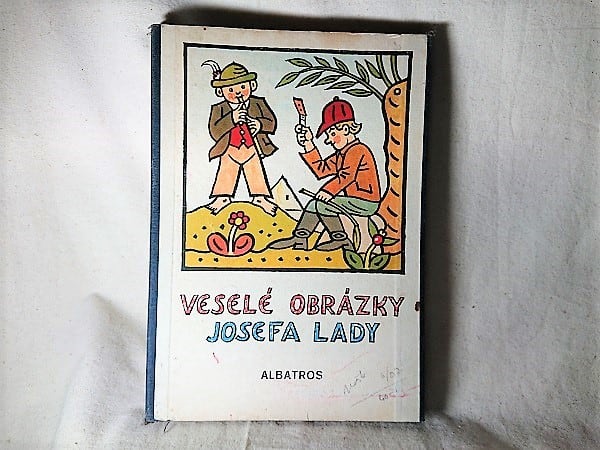 VESELÉ OBRÁZKY
JOSEFA LADY
ALBATROS